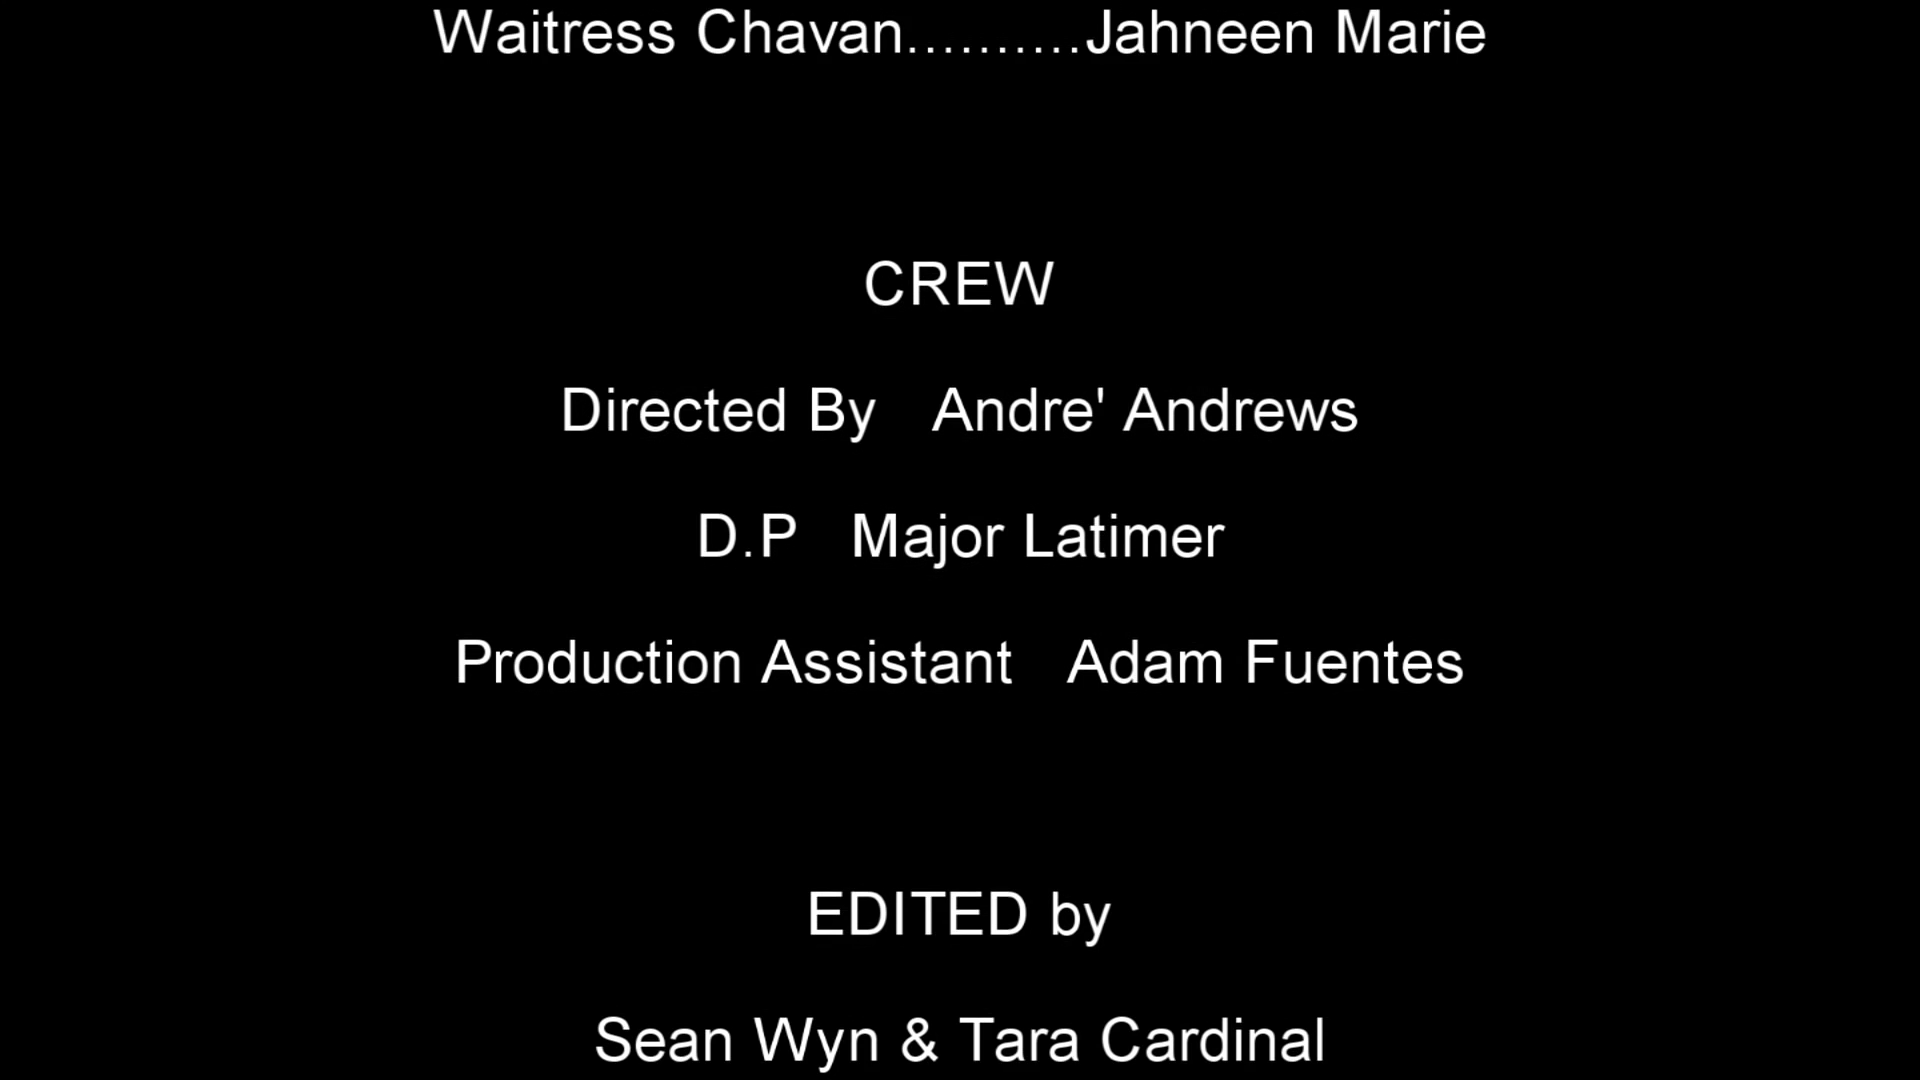 Waitress Chavan..........Jahneen Marie
CREW
Directed By   Andre' Andrews
D.P   Major Latimer
Production Assistant   Adam Fuentes
EDITED by
Sean Wyn & Tara Cardinal